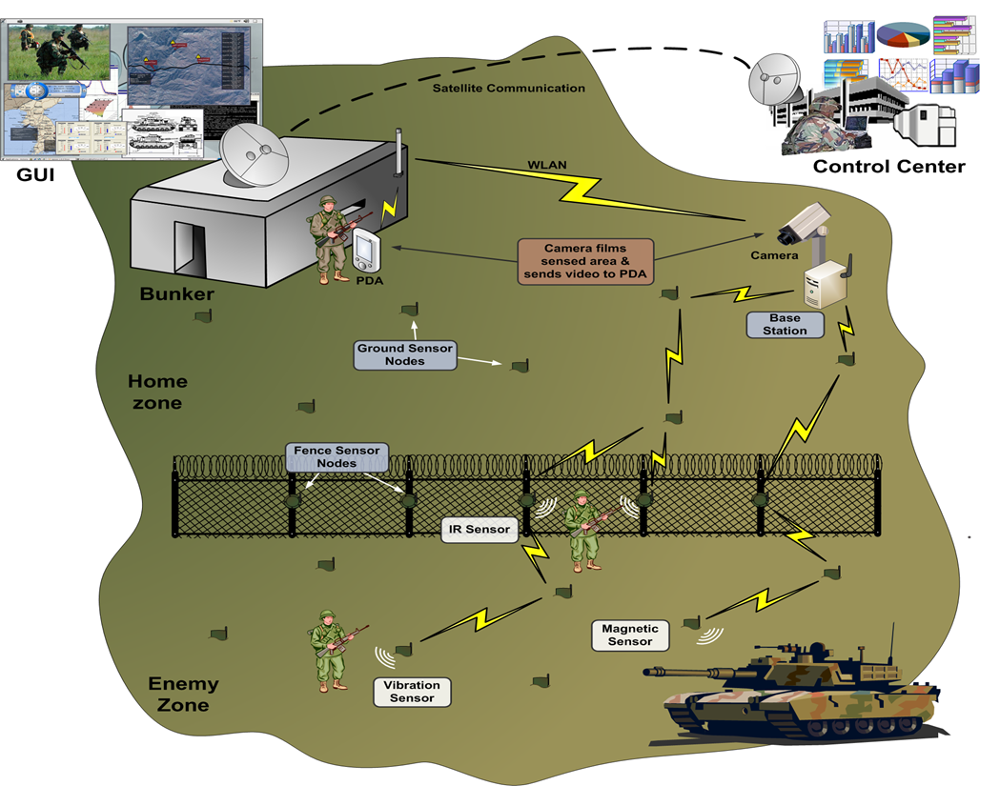 GUI
Satellite Communication
Control Center
WLAN
Camera films
sensed area &
sends video to PDA
Camera
PDA
Bunker
Base
Station
Ground Sensor
Nodes
Home
zone
Fence Sensor
Nodes
IR Sensor
Magnetic
Sensor
Vibration
Sensor
Enemy
Zone